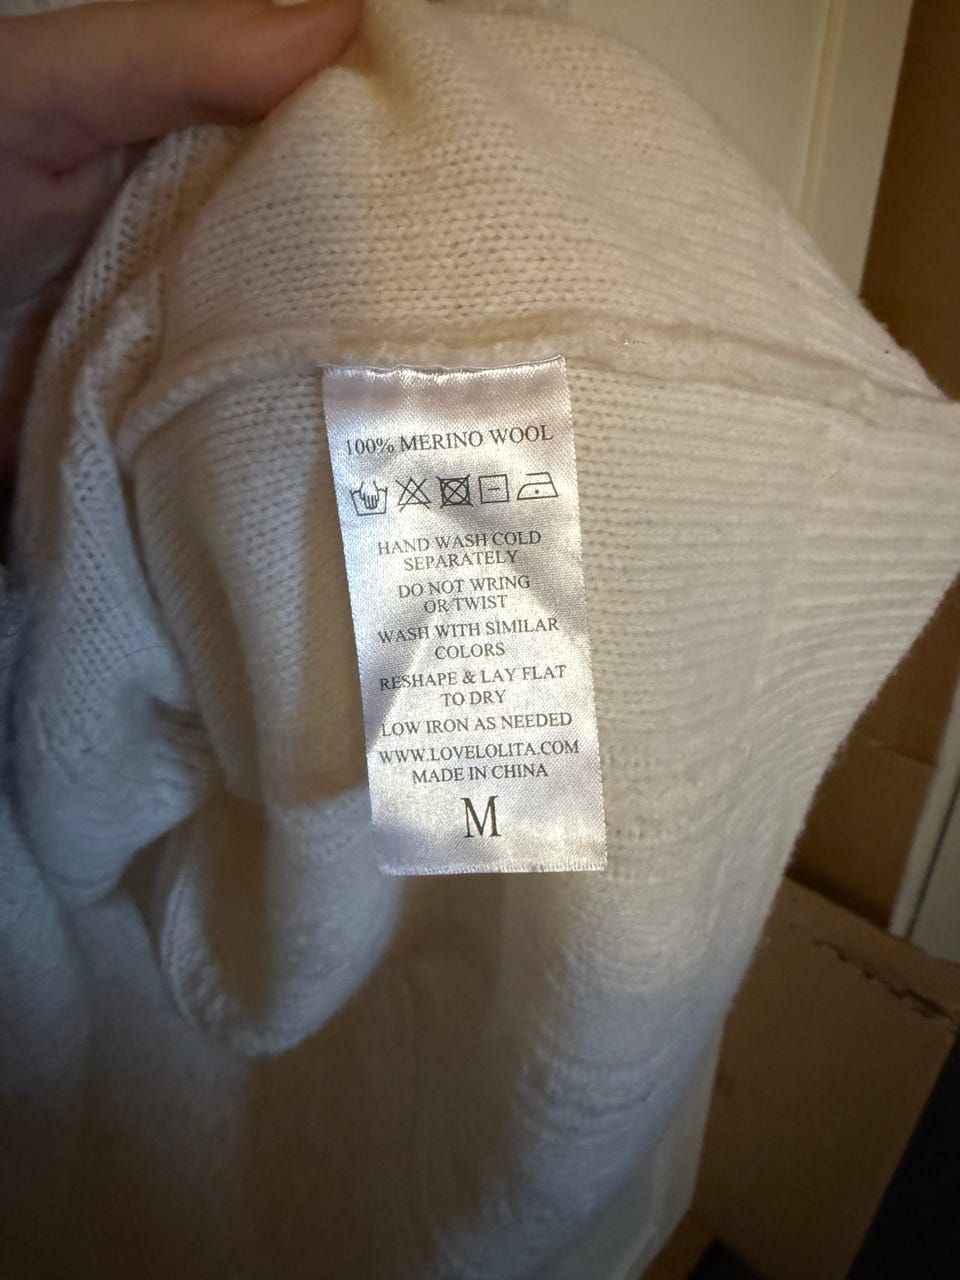 100% MERINO WOOL
HAND WASH COLD
SEPARATELY
DO NOT WRING
OR TWIST
WASH WITH SIMILAR
COLORS
RESHAPE & LAY FLAT
TO DRY
LOW IRON AS NEEDED
WWW.LOVELOLITA.COM
MADE IN CHINA
M